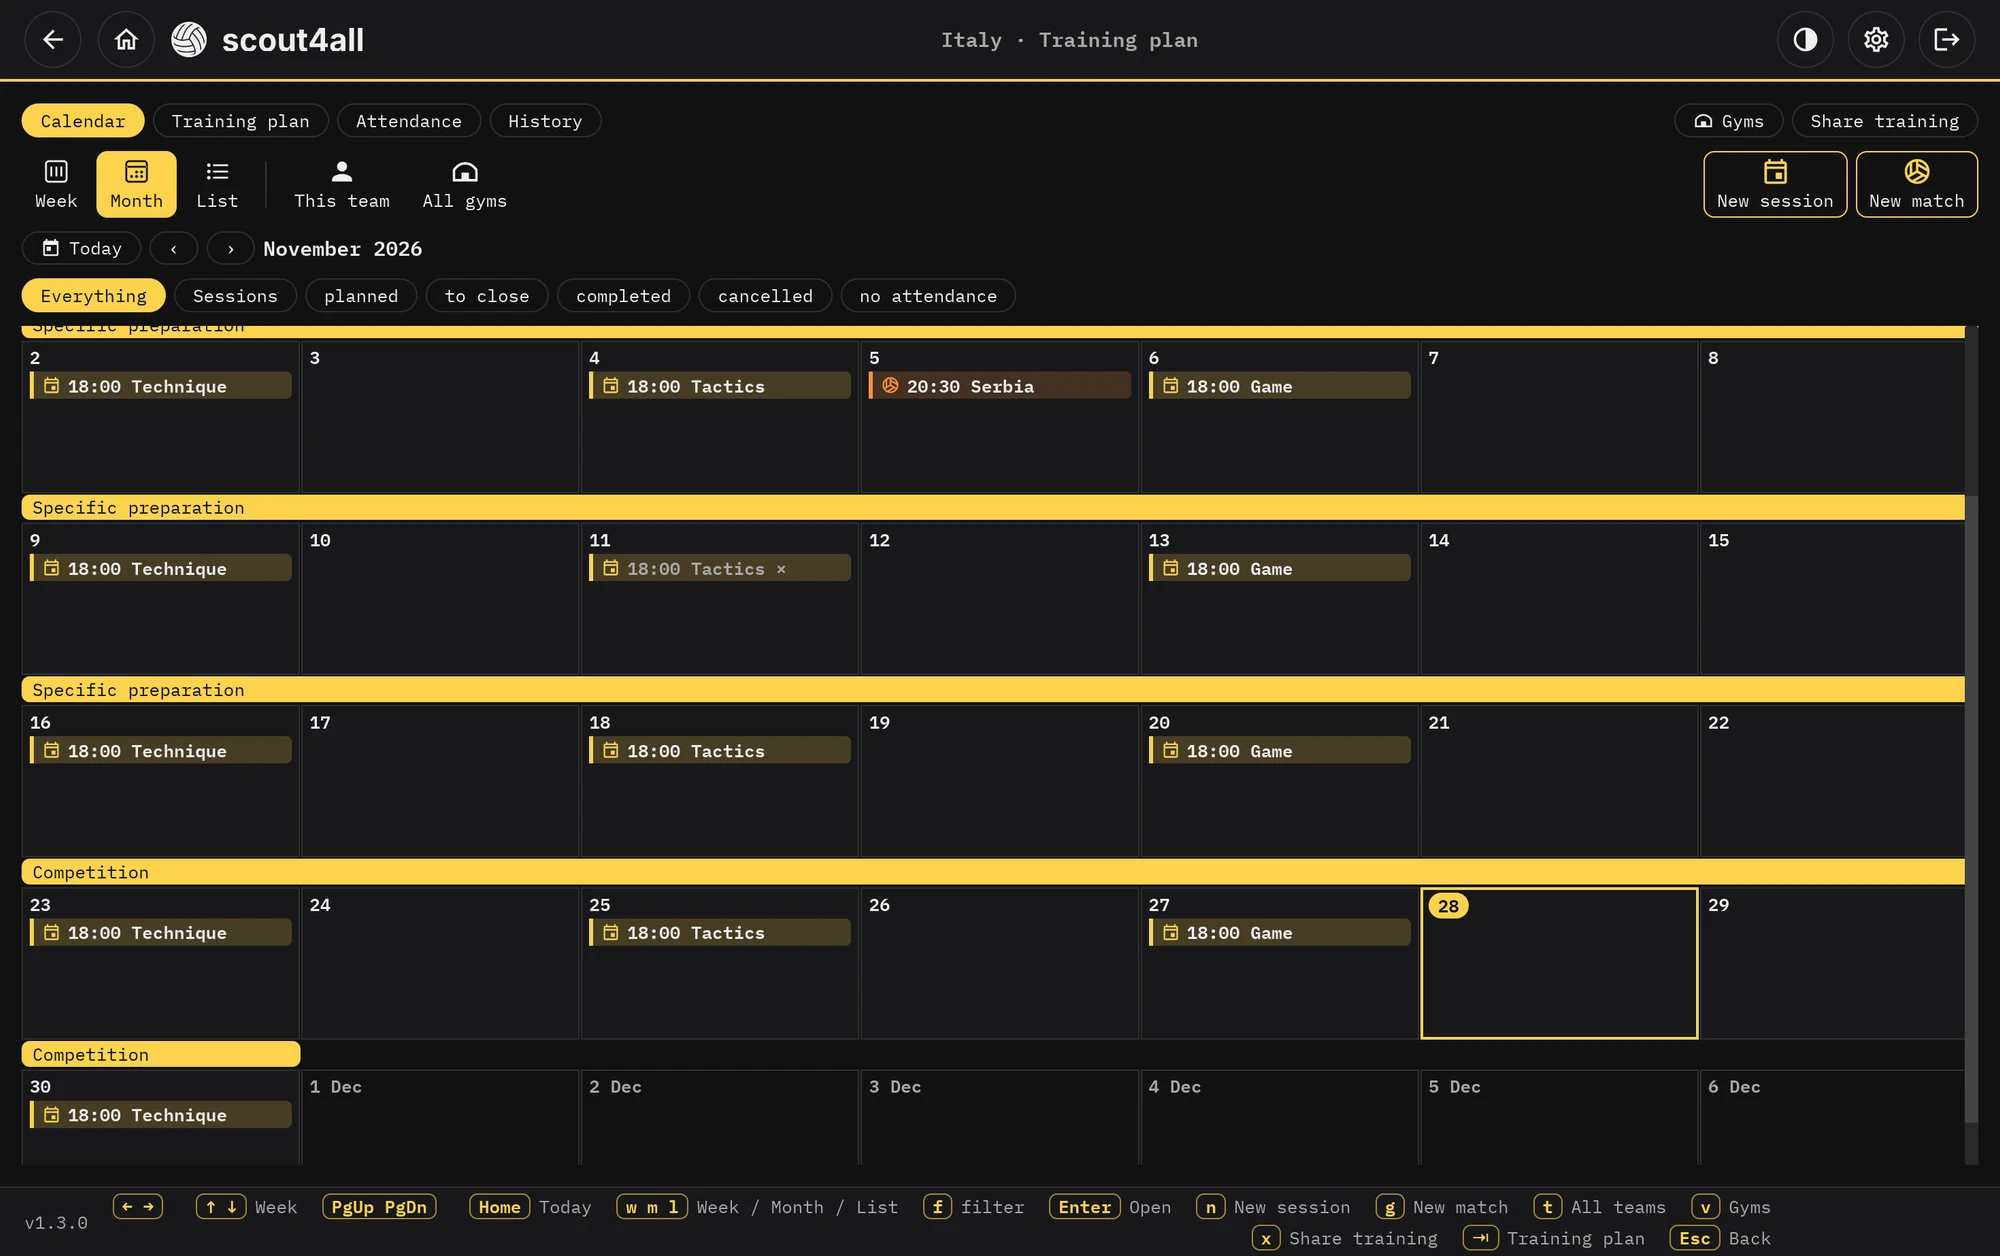 scout4all
Italy · Training plan
Calendar Training plan Attendance History Gyms Share training
Week Month List This team All gyms New session New match
Today ‹ › November 2026
Everything Sessions planned to close completed cancelled no attendance
Specific preparation
2 3 4 5 6 7 8
18:00 Technique 18:00 Tactics 20:30 Serbia 18:00 Game
Specific preparation
9 10 11 12 13 14 15
18:00 Technique 18:00 Tactics × 18:00 Game
Specific preparation
16 17 18 19 20 21 22
18:00 Technique 18:00 Tactics 18:00 Game
Competition
23 24 25 26 27 28 29
18:00 Technique 18:00 Tactics 18:00 Game
Competition
30 1 Dec 2 Dec 3 Dec 4 Dec 5 Dec 6 Dec
18:00 Technique
v1.3.0
← → ↑ ↓ Week PgUp PgDn Home Today w m l Week / Month / List f filter Enter Open n New session g New match t All teams v Gyms
x Share training ⇥ Training plan Esc Back